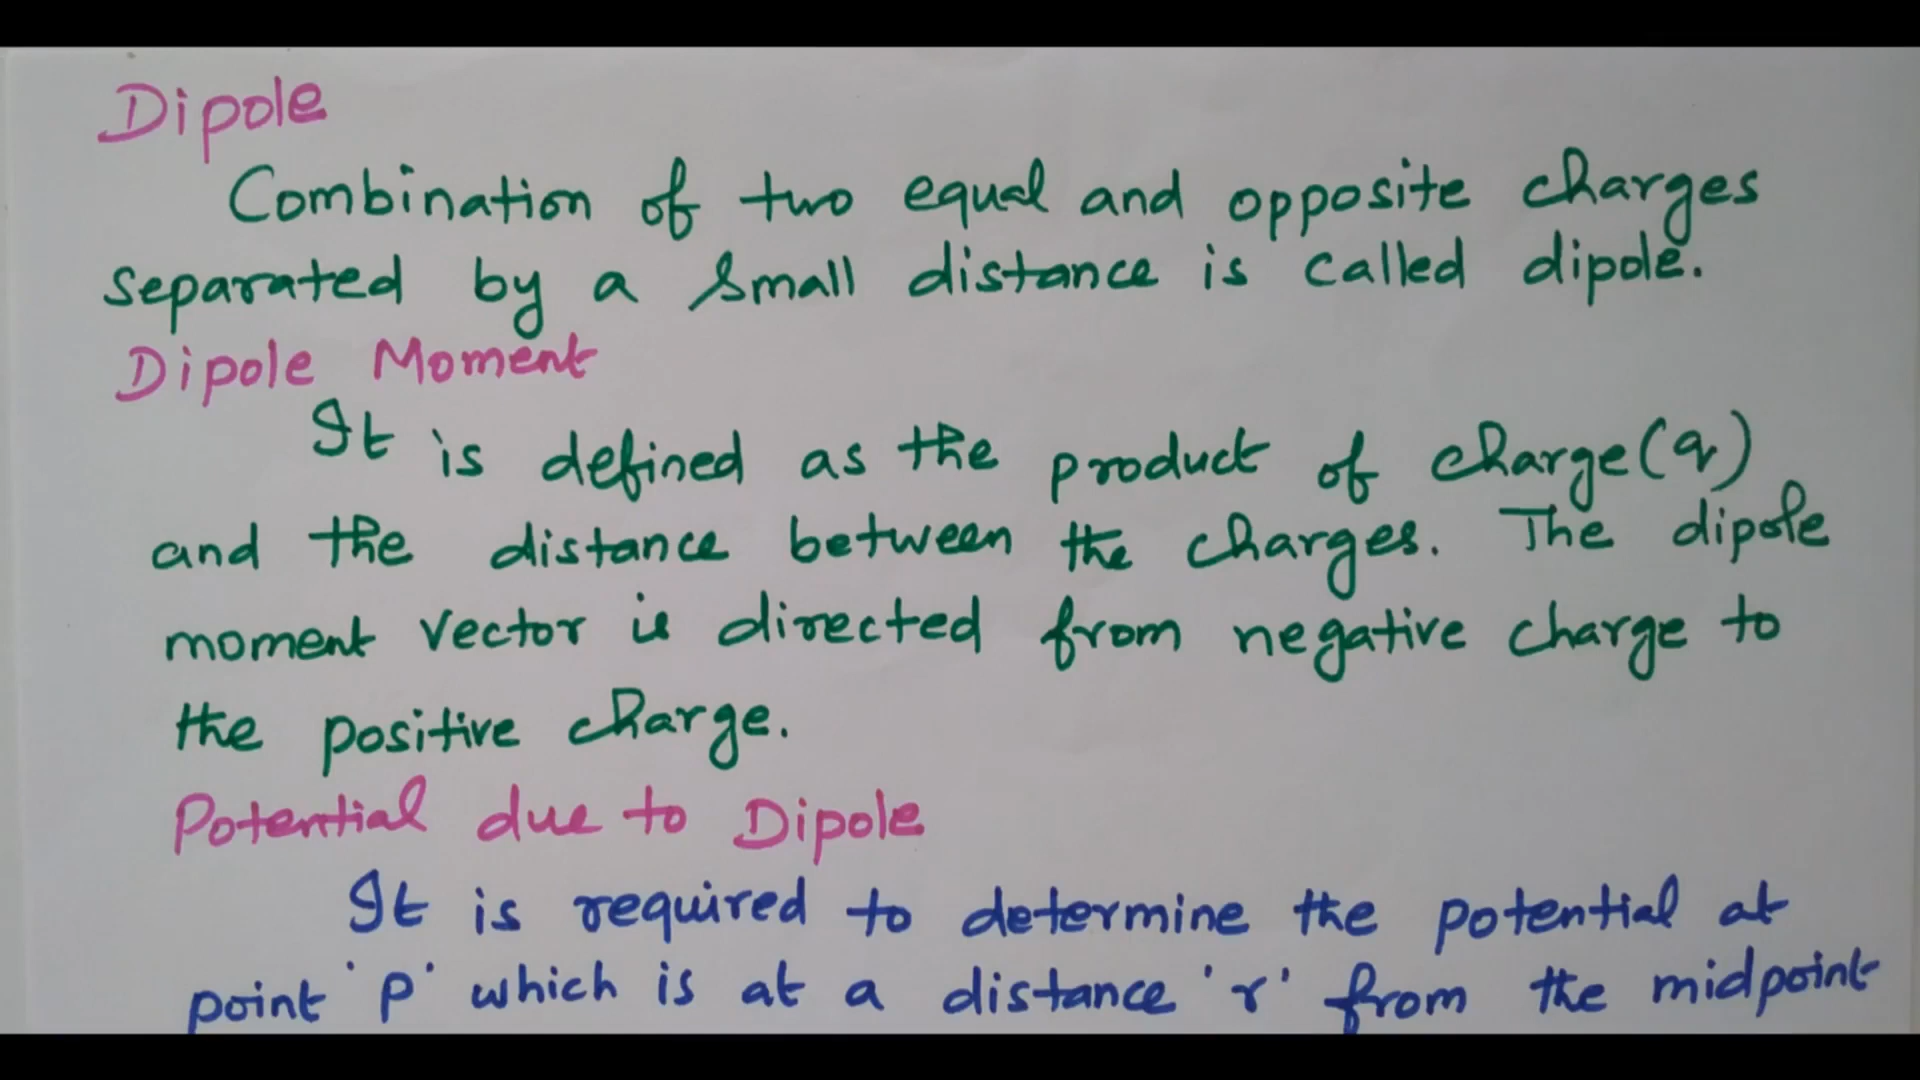 Dipole
Combination of two equal and opposite charges
separated by a small distance is called dipole.
Dipole Moment
It is defined as the product of charge(q)
and the distance between the charges. The dipole
moment vector is directed from negative charge to
the positive charge.
Potential due to Dipole
It is required to determine the potential at
point 'P' which is at a distance 'r' from the midpoint